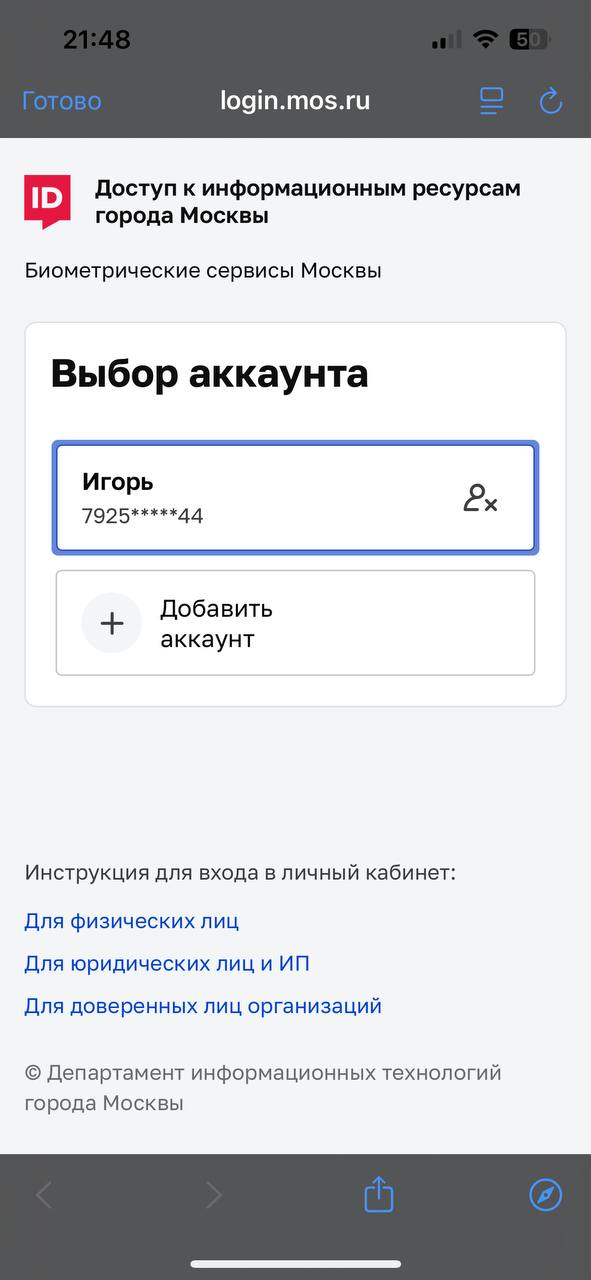 21:48
50
Готово
login.mos.ru
ID
Доступ к информационным ресурсам
города Москвы
Биометрические сервисы Москвы
Выбор аккаунта
Игорь
7925*****44
Добавить
аккаунт
Инструкция для входа в личный кабинет:
Для физических лиц
Для юридических лиц и ИП
Для доверенных лиц организаций
© Департамент информационных технологий
города Москвы